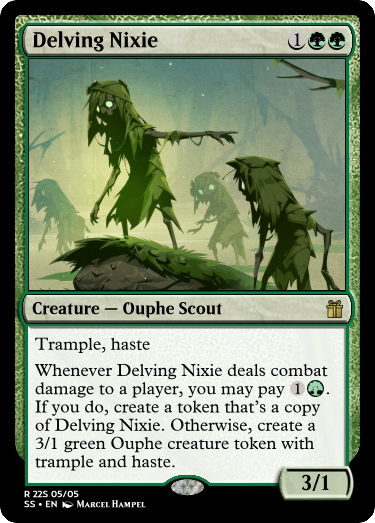 Delving Nixie 1
Creature — Ouphe Scout
Trample, haste
Whenever Delving Nixie deals combat
damage to a player, you may pay 1 .
If you do, create a token that's a copy
of Delving Nixie. Otherwise, create a
3/1 green Ouphe creature token with
trample and haste.
3/1
R 22S 05/05
SS • EN Marcel Hampel